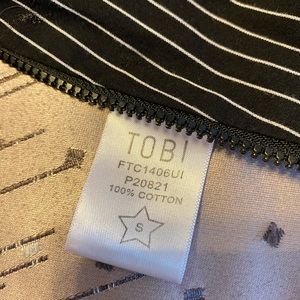 TOBI
FTC1406UI
P20821
100% COTTON
S